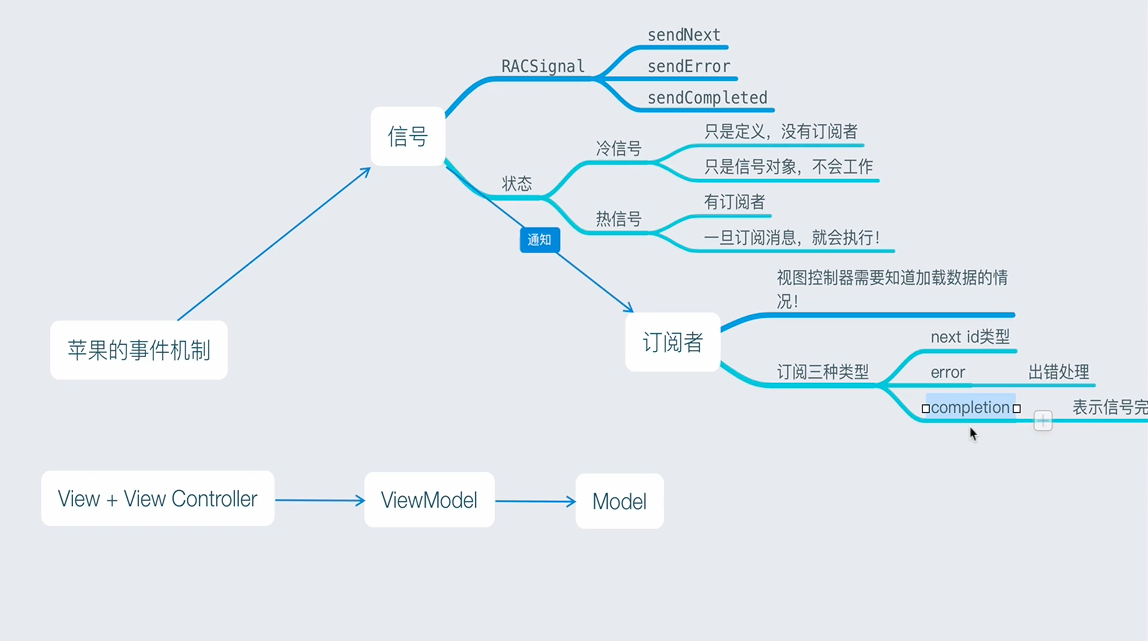 sendNext
RACSignal
sendError
sendCompleted
信号
只是定义，没有订阅者
冷信号
只是信号对象，不会工作
状态
有订阅者
热信号
一旦订阅消息，就会执行！
通知
视图控制器需要知道加载数据的情
况！
苹果的事件机制
订阅者
next id类型
订阅三种类型
error
出错处理
completion
表示信号完
View + View Controller
ViewModel
Model